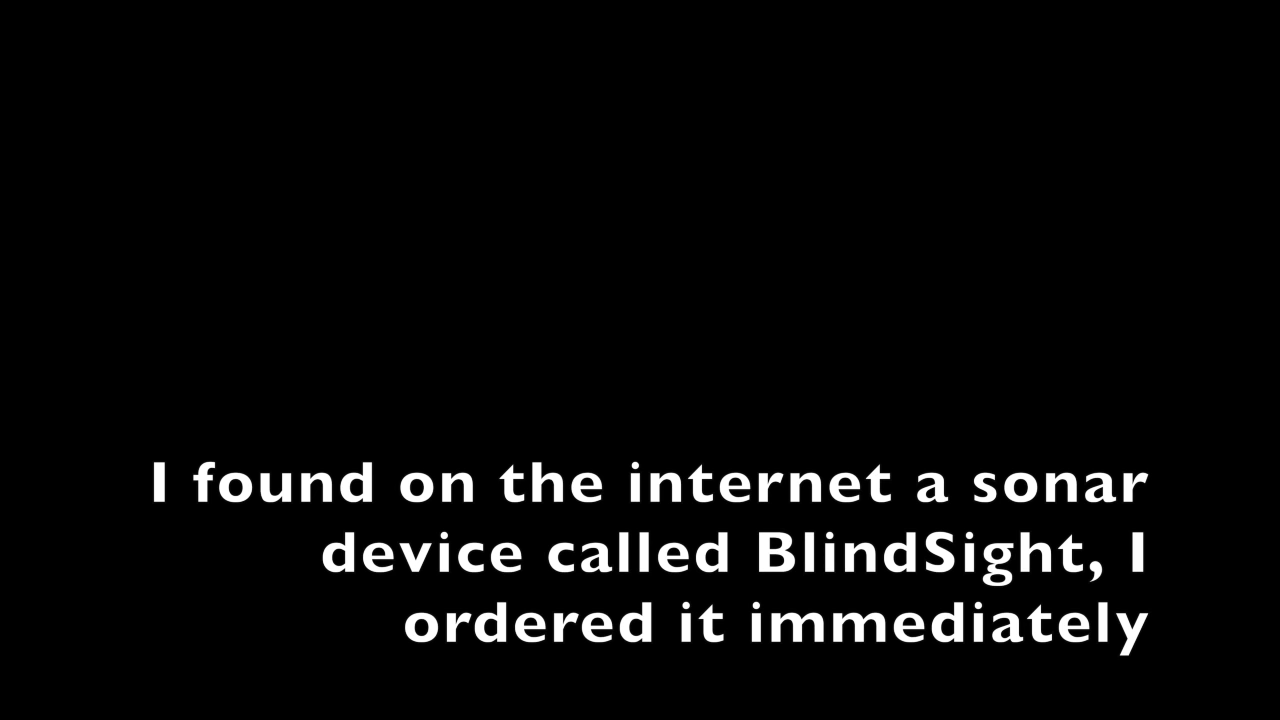 I found on the internet a sonar
device called BlindSight, I
ordered it immediately